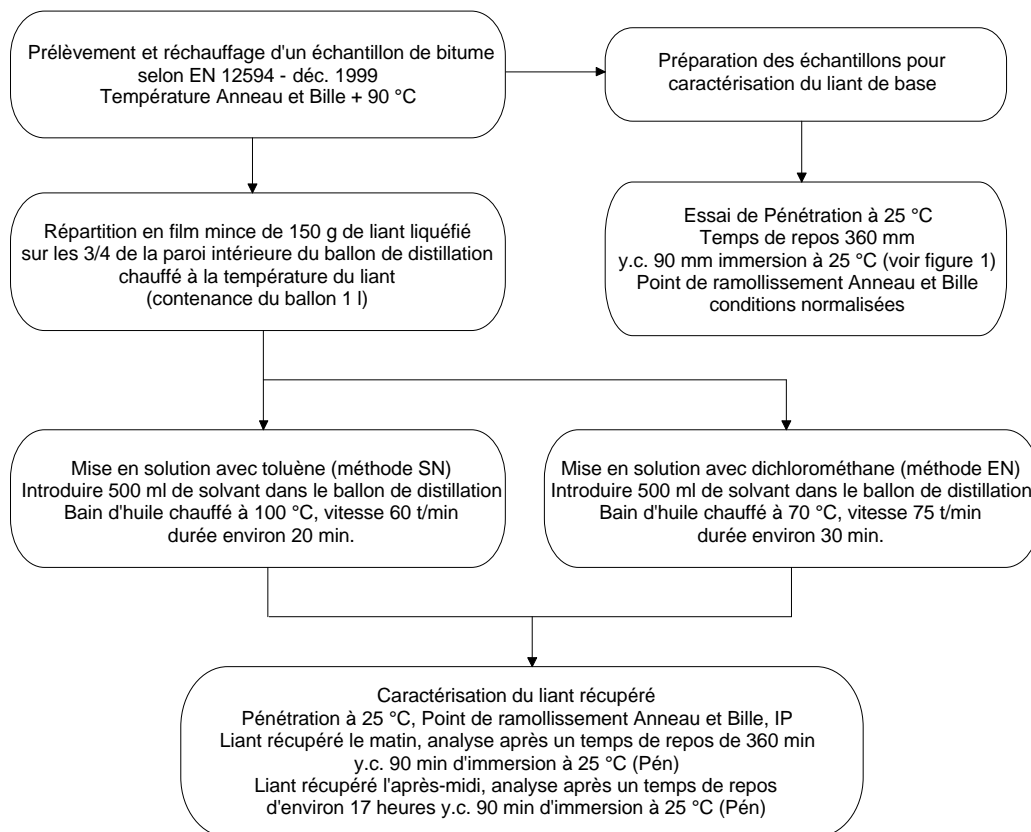 Prélèvement et réchauffage d'un échantillon de bitume
selon EN 12594 - déc. 1999
Température Anneau et Bille + 90 °C
Préparation des échantillons pour
caractérisation du liant de base
Répartition en film mince de 150 g de liant liquéfié
sur les 3/4 de la paroi intérieure du ballon de distillation
chauffé à la température du liant
(contenance du ballon 1 l)
Essai de Pénétration à 25 °C
Temps de repos 360 mm
y.c. 90 mm immersion à 25 °C (voir figure 1)
Point de ramollissement Anneau et Bille
conditions normalisées
Mise en solution avec toluène (méthode SN)
Introduire 500 ml de solvant dans le ballon de distillation
Bain d'huile chauffé à 100 °C, vitesse 60 t/min
durée environ 20 min.
Mise en solution avec dichlorométhane (méthode EN)
Introduire 500 ml de solvant dans le ballon de distillation
Bain d'huile chauffé à 70 °C, vitesse 75 t/min
durée environ 30 min.
Caractérisation du liant récupéré
Pénétration à 25 °C, Point de ramollissement Anneau et Bille, IP
Liant récupéré le matin, analyse après un temps de repos de 360 min
y.c. 90 min d'immersion à 25 °C (Pén)
Liant récupéré l'après-midi, analyse après un temps de repos
d'environ 17 heures y.c. 90 min d'immersion à 25 °C (Pén)